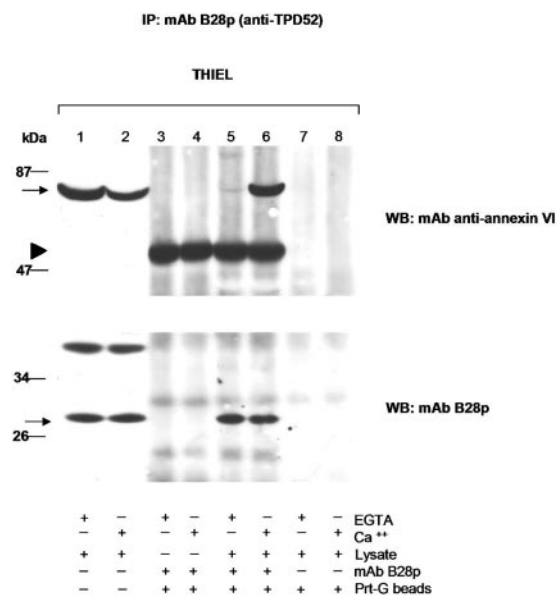 IP: mAb B28p (anti-TPD52)
THIEL
kDa 1 2 3 4 5 6 7 8
87
WB: mAb anti-annexin VI
47
34
WB: mAb B28p
26
+ − + − + − + − EGTA
− + − + − + − + Ca ++
+ + − − + + + + Lysate
− − + + + + − − mAb B28p
− − + + + + + + Prt-G beads